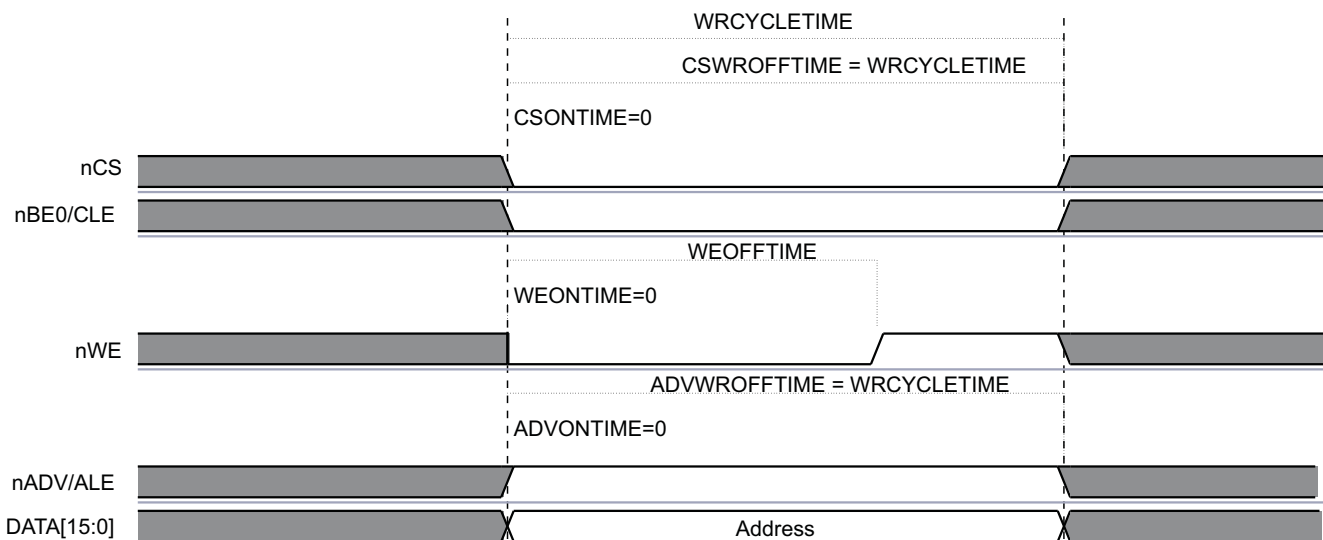 WRCYCLETIME
CSWROFFTIME = WRCYCLETIME
CSONTIME=0
nCS
nBE0/CLE
WEOFFTIME
WEONTIME=0
nWE
ADVWROFFTIME = WRCYCLETIME
ADVONTIME=0
nADV/ALE
DATA[15:0]
Address